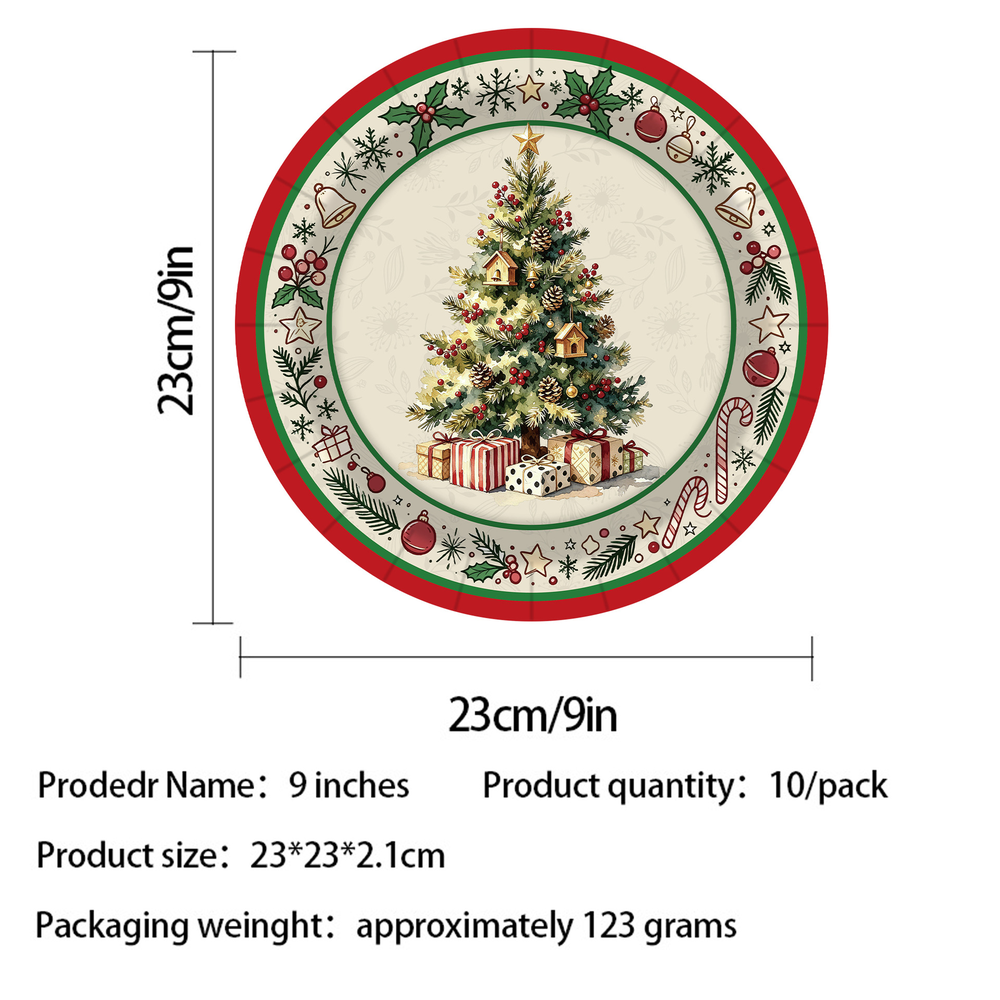 23cm/9in
23cm/9in
Prodedr Name：9 inches
Product quantity：10/pack
Product size：23*23*2.1cm
Packaging weinght：approximately 123 grams